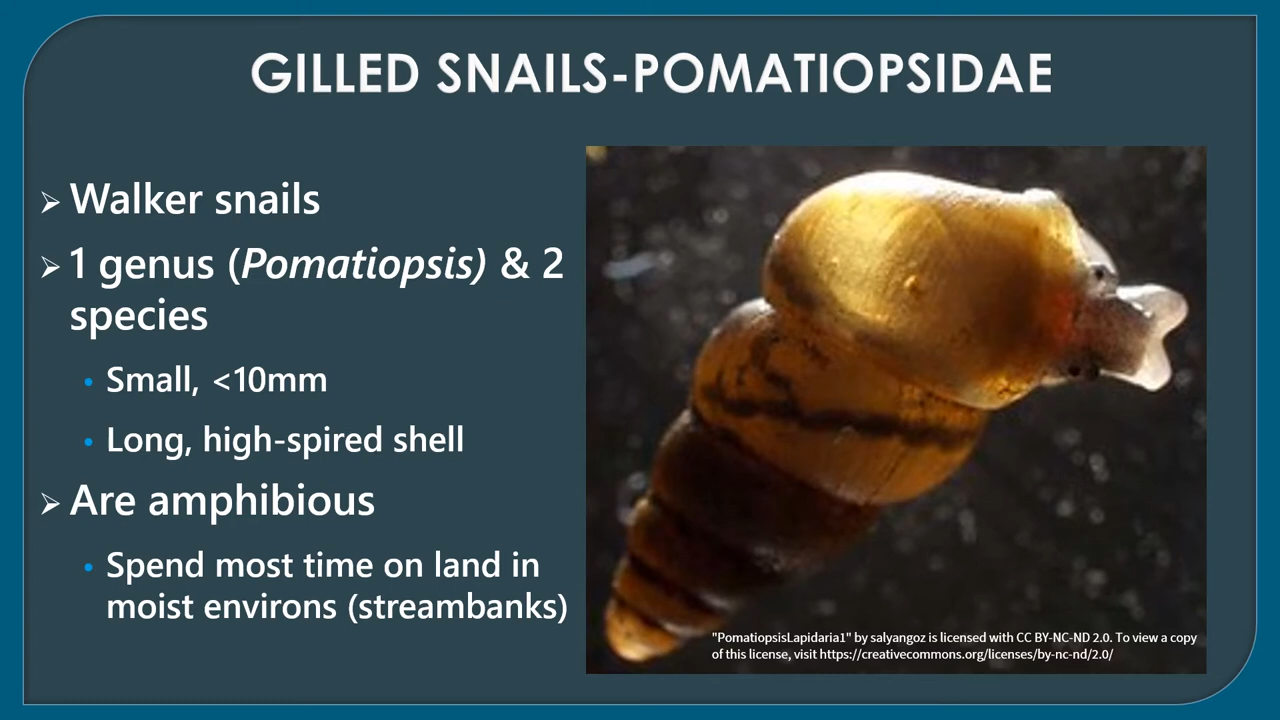 GILLED SNAILS-POMATIOPSIDAE
Walker snails
1 genus (Pomatiopsis) & 2
species
Small, <10mm
Long, high-spired shell
Are amphibious
Spend most time on land in
moist environs (streambanks)
"PomatiopsisLapidaria1" by salyangoz is licensed with CC BY-NC-ND 2.0. To view a copy
of this license, visit https://creativecommons.org/licenses/by-nc-nd/2.0/